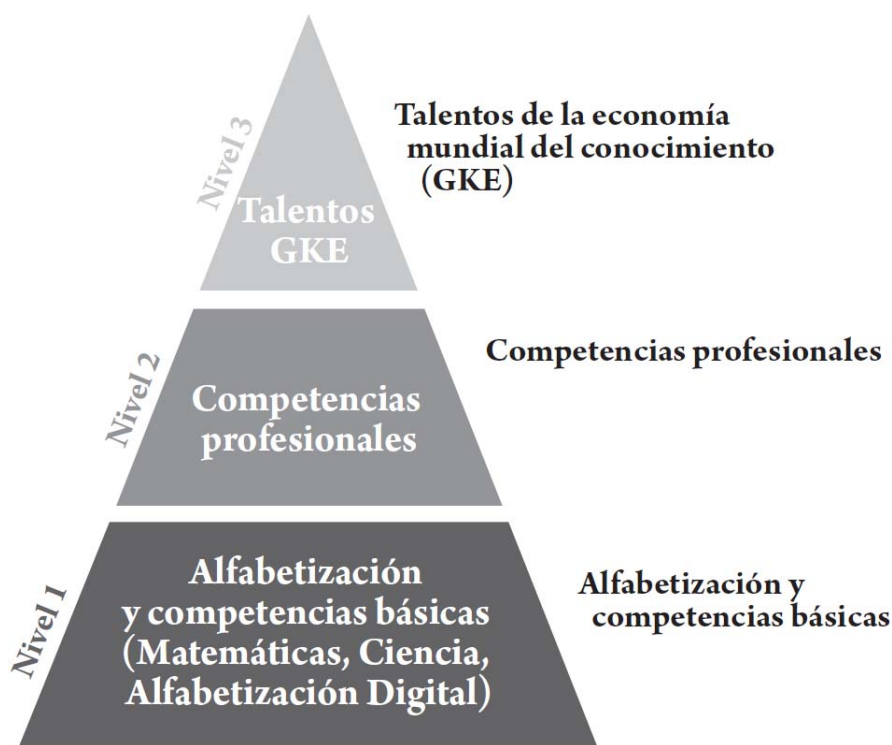 Nivel 3
Talentos
GKE
Talentos de la economía
mundial del conocimiento
(GKE)
Nivel 2
Competencias
profesionales
Competencias profesionales
Nivel 1
Alfabetización
y competencias básicas
(Matemáticas, Ciencia,
Alfabetización Digital)
Alfabetización y
competencias básicas